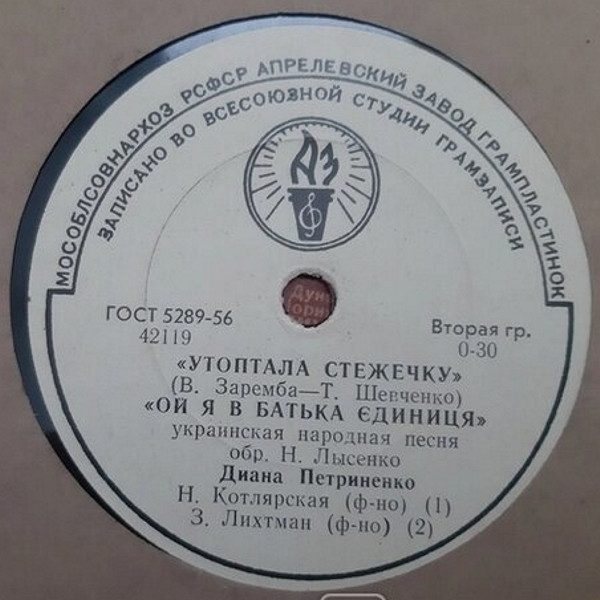 МОСОБЛСОВНАРХОЗ РСФСР АПРЕЛЕВСКИЙ ЗАВОД ГРАМПЛАСТИНОК
ЗАПИСАНО ВО ВСЕСОЮЗНОЙ СТУДИИ ГРАМЗАПИСИ
АЗ
ГОСТ 5289-56
42119
Вторая гр.
0-30
«УТОПТАЛА СТЕЖЕЧКУ»
(В. Заремба—Т. Шевченко)
«ОЙ Я В БАТЬКА ЄДИНИЦЯ»
украинская народная песня
обр. Н. Лысенко
Диана Петриненко
Н. Котлярская (ф-но) (1)
З. Лихтман (ф-но) (2)